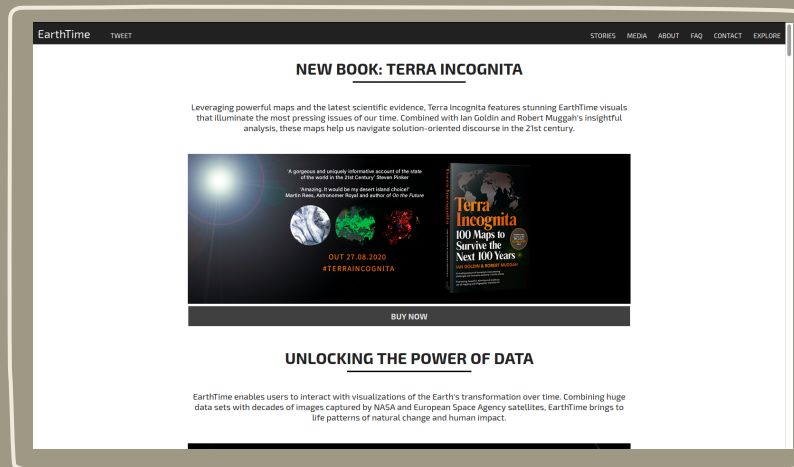 EarthTime TWEET STORIES MEDIA ABOUT FAQ CONTACT EXPLORE
NEW BOOK: TERRA INCOGNITA
Leveraging powerful maps and the latest scientific evidence, Terra Incognita features stunning EarthTime visuals
that illuminate the most pressing issues of our time. Combined with Ian Goldin and Robert Muggah's insightful
analysis, these maps help us navigate solution-oriented discourse in the 21st century.
'A gorgeous and uniquely informative account of the state
of the world in the 21st Century' Steven Pinker
'Amazing. It would be my desert island choice!'
Martin Rees, Astronomer Royal and author of On the Future
OUT 27.08.2020
#TERRAINCOGNITA
Terra
Incognita
100 Maps to
Survive the
Next 100 Years
IAN GOLDIN & ROBERT MUGGAH
BUY NOW
UNLOCKING THE POWER OF DATA
EarthTime enables users to interact with visualizations of the Earth's transformation over time. Combining huge
data sets with decades of images captured by NASA and European Space Agency satellites, EarthTime brings to
life patterns of natural change and human impact.